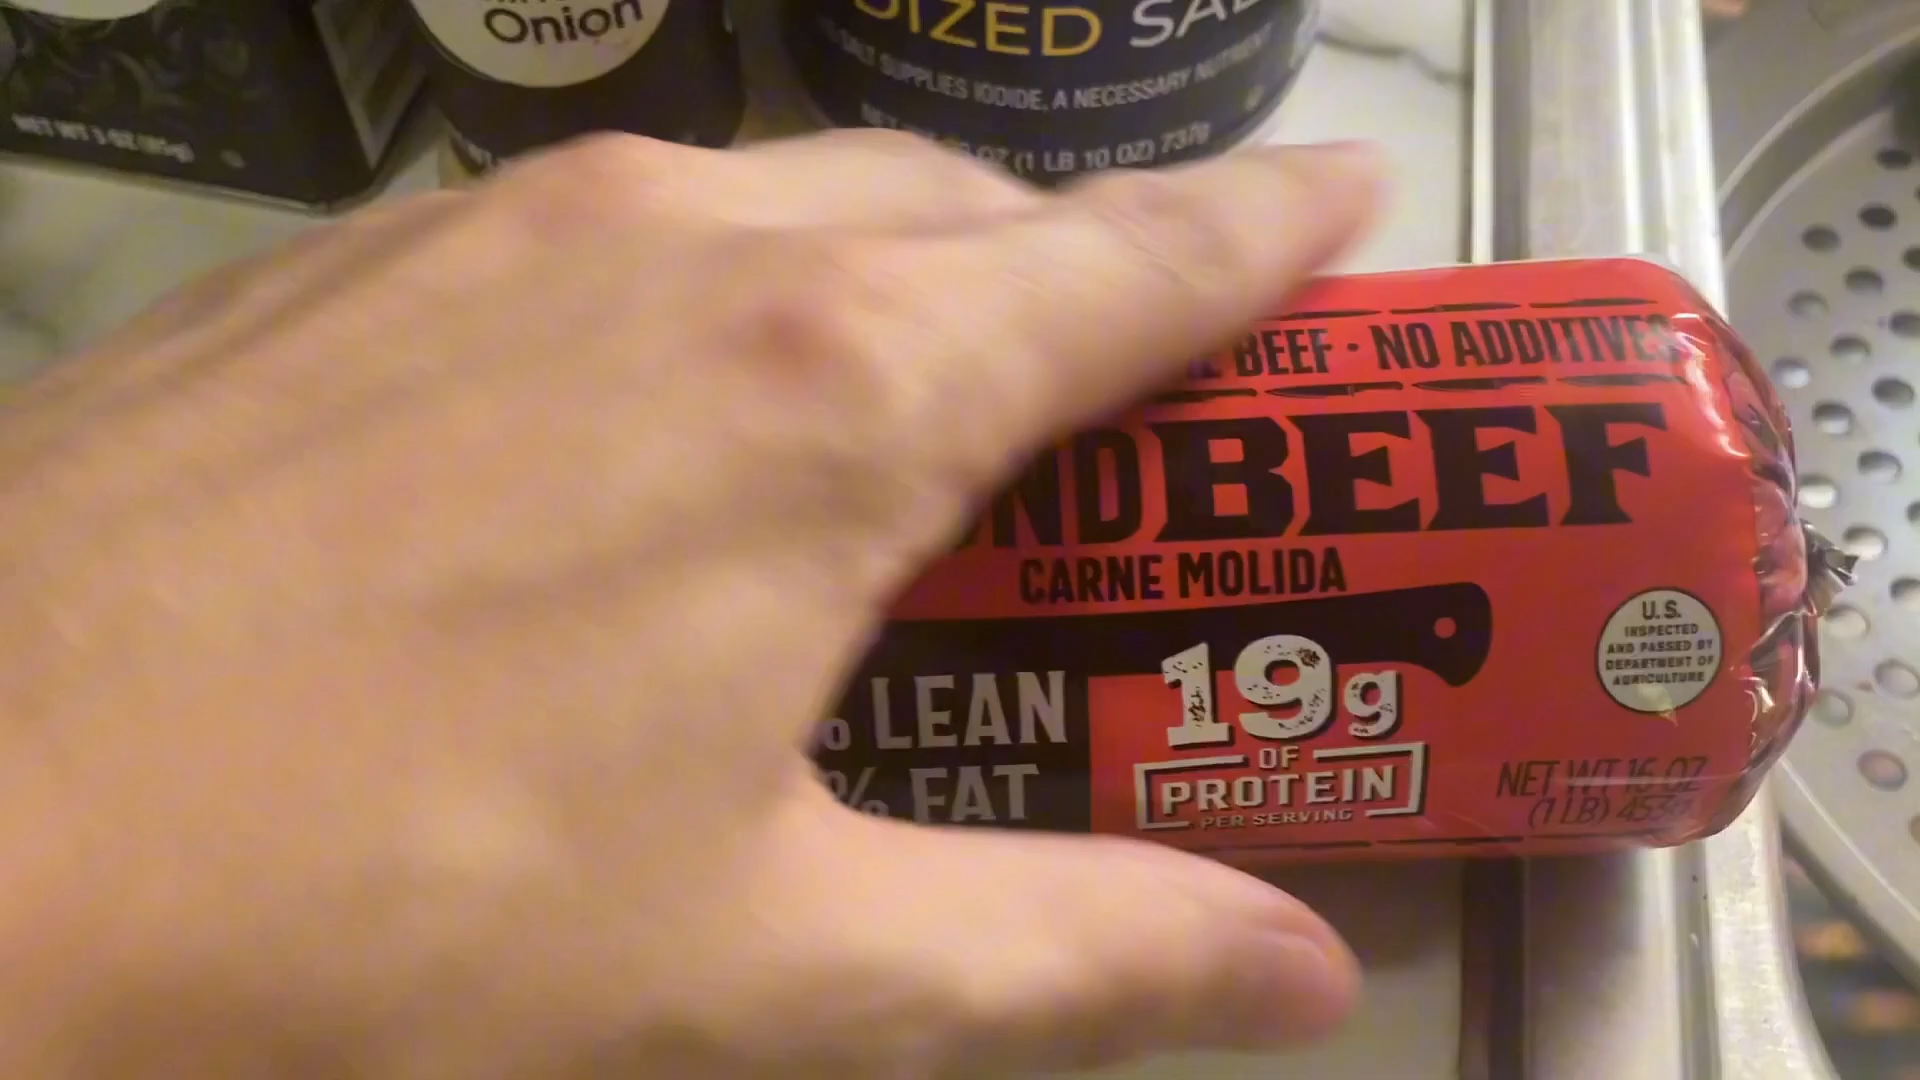 Onion
NET WT 3 OZ (85g)
DIZED SAL
SALT SUPPLIES IODIDE, A NECESSARY NUTRIENT
OZ (1 LB 10 OZ) 737g
BEEF · NO ADDITIVES
NDBEEF
CARNE MOLIDA
% LEAN
% FAT
19g
OF
PROTEIN
PER SERVING
U.S.
INSPECTED
AND PASSED BY
DEPARTMENT OF
AGRICULTURE
NET WT 16 OZ
(1 LB) 453g